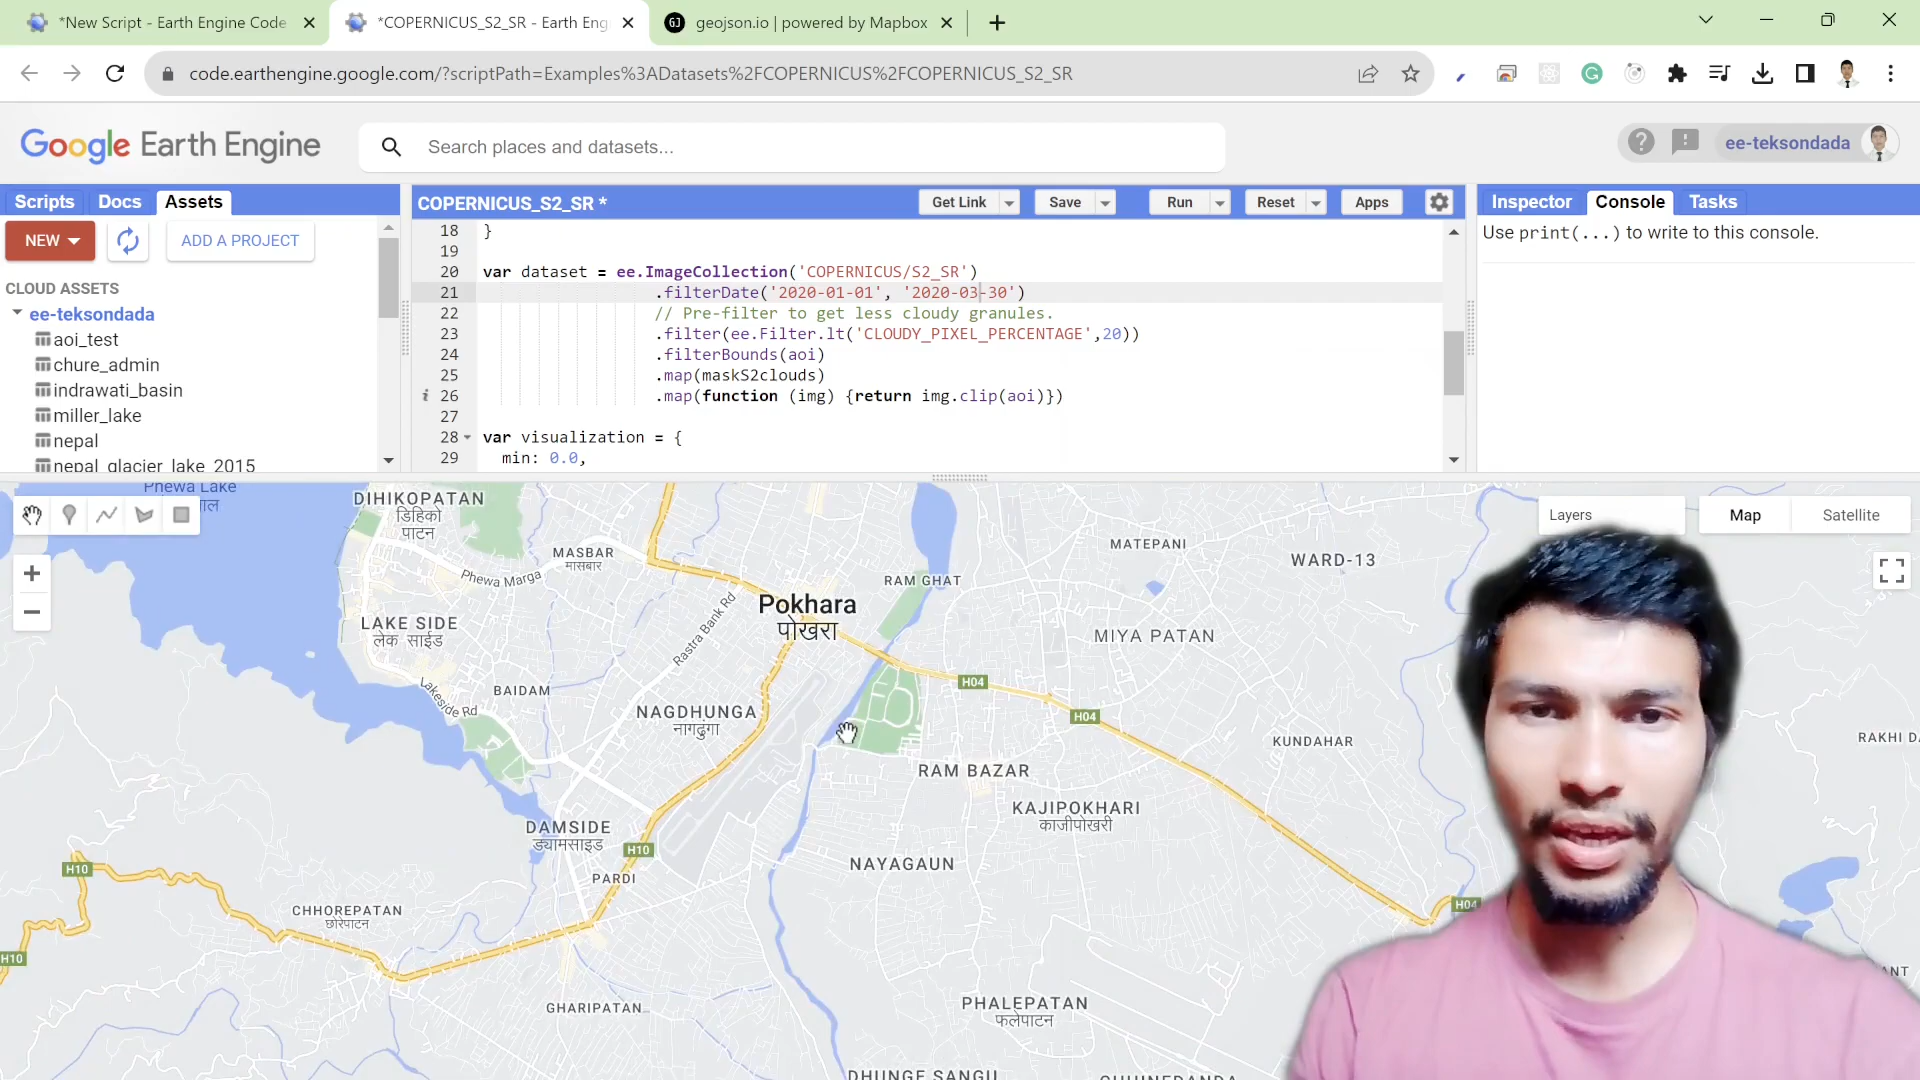 *New Script - Earth Engine Code
*COPERNICUS_S2_SR - Earth Eng
geojson.io | powered by Mapbox
code.earthengine.google.com/?scriptPath=Examples%3ADatasets%2FCOPERNICUS%2FCOPERNICUS_S2_SR
Google Earth Engine
Search places and datasets...
ee-teksondada
Scripts Docs Assets
NEW
ADD A PROJECT
CLOUD ASSETS
ee-teksondada
aoi_test
chure_admin
indrawati_basin
miller_lake
nepal
nepal_glacier_lake_2015
COPERNICUS_S2_SR *
Get Link Save Run Reset Apps
18 }
19
20 var dataset = ee.ImageCollection('COPERNICUS/S2_SR')
21 .filterDate('2020-01-01', '2020-03-30')
22 // Pre-filter to get less cloudy granules.
23 .filter(ee.Filter.lt('CLOUDY_PIXEL_PERCENTAGE',20))
24 .filterBounds(aoi)
25 .map(maskS2clouds)
i 26 .map(function (img) {return img.clip(aoi)})
27
28 var visualization = {
29 min: 0.0,
Inspector Console Tasks
Use print(...) to write to this console.
Layers
Map Satellite
Phewa Lake
ताल
DIHIKOPATAN
डिहिको
पाटन
MASBAR
मासबार
Phewa Marga
MATEPANI
WARD-13
RAM GHAT
Pokhara
पोखरा
LAKE SIDE
लेक साईड
Rastra Bank Rd
MIYA PATAN
Lakeside Rd
BAIDAM
H04
NAGDHUNGA
नागढुंगा
H04
KUNDAHAR
RAKHI DA
RAM BAZAR
KAJIPOKHARI
काजीपोखरी
DAMSIDE
ड्यामसाइड
H10
NAYAGAUN
H10
PARDI
CHHOREPATAN
छोरेपाटन
H04
H10
GHARIPATAN
PHALEPATAN
फलेपाटन
DHUNGE SANGU